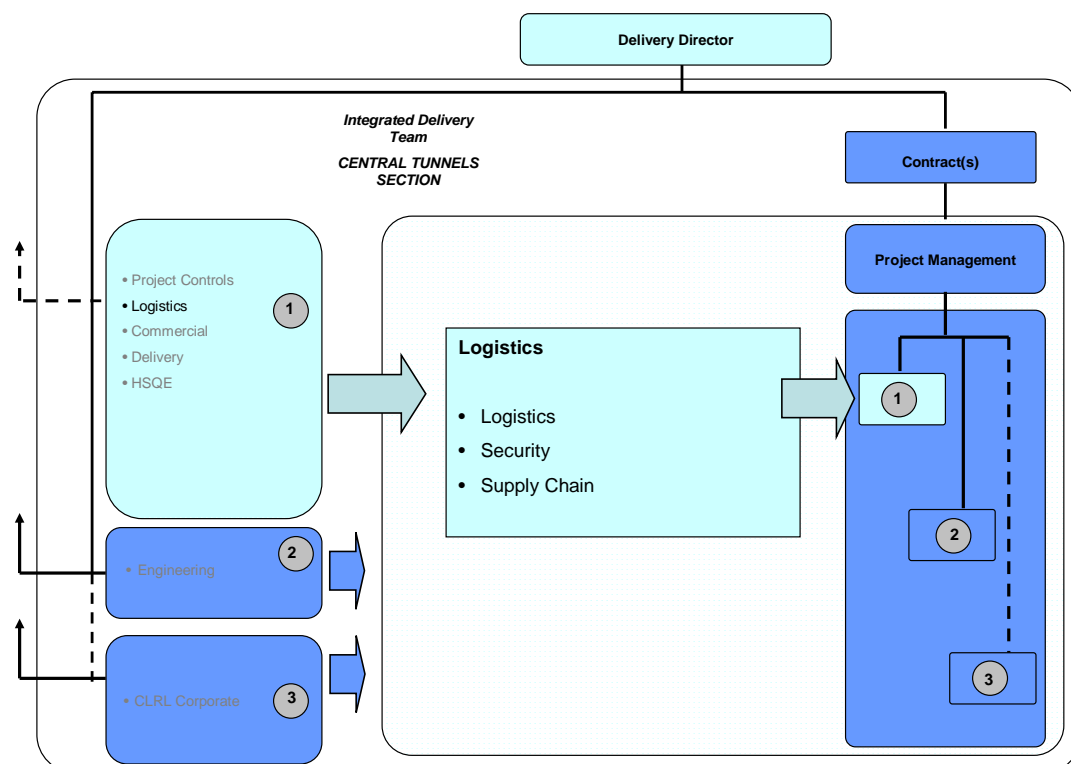 Delivery Director
Integrated Delivery
Team
CENTRAL TUNNELS
SECTION
Contract(s)
Project Management
• Project Controls
• Logistics
• Commercial
• Delivery
• HSQE
1
Logistics
• Logistics
• Security
• Supply Chain
1
2
3
• Engineering
2
• CLRL Corporate
3